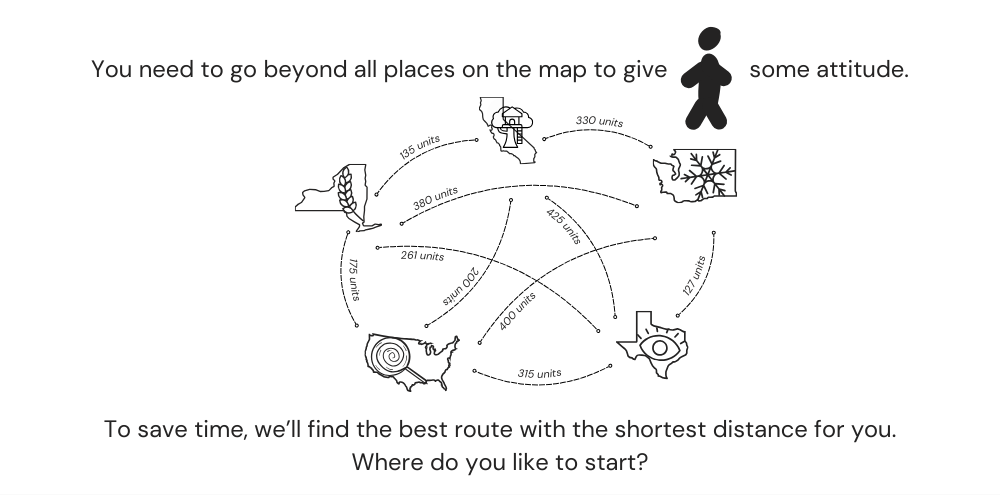 You need to go beyond all places on the map to give some attitude.
330 units
135 units
380 units
425 units
261 units
175 units
200 units
127 units
400 units
315 units
To save time, we’ll find the best route with the shortest distance for you.
Where do you like to start?